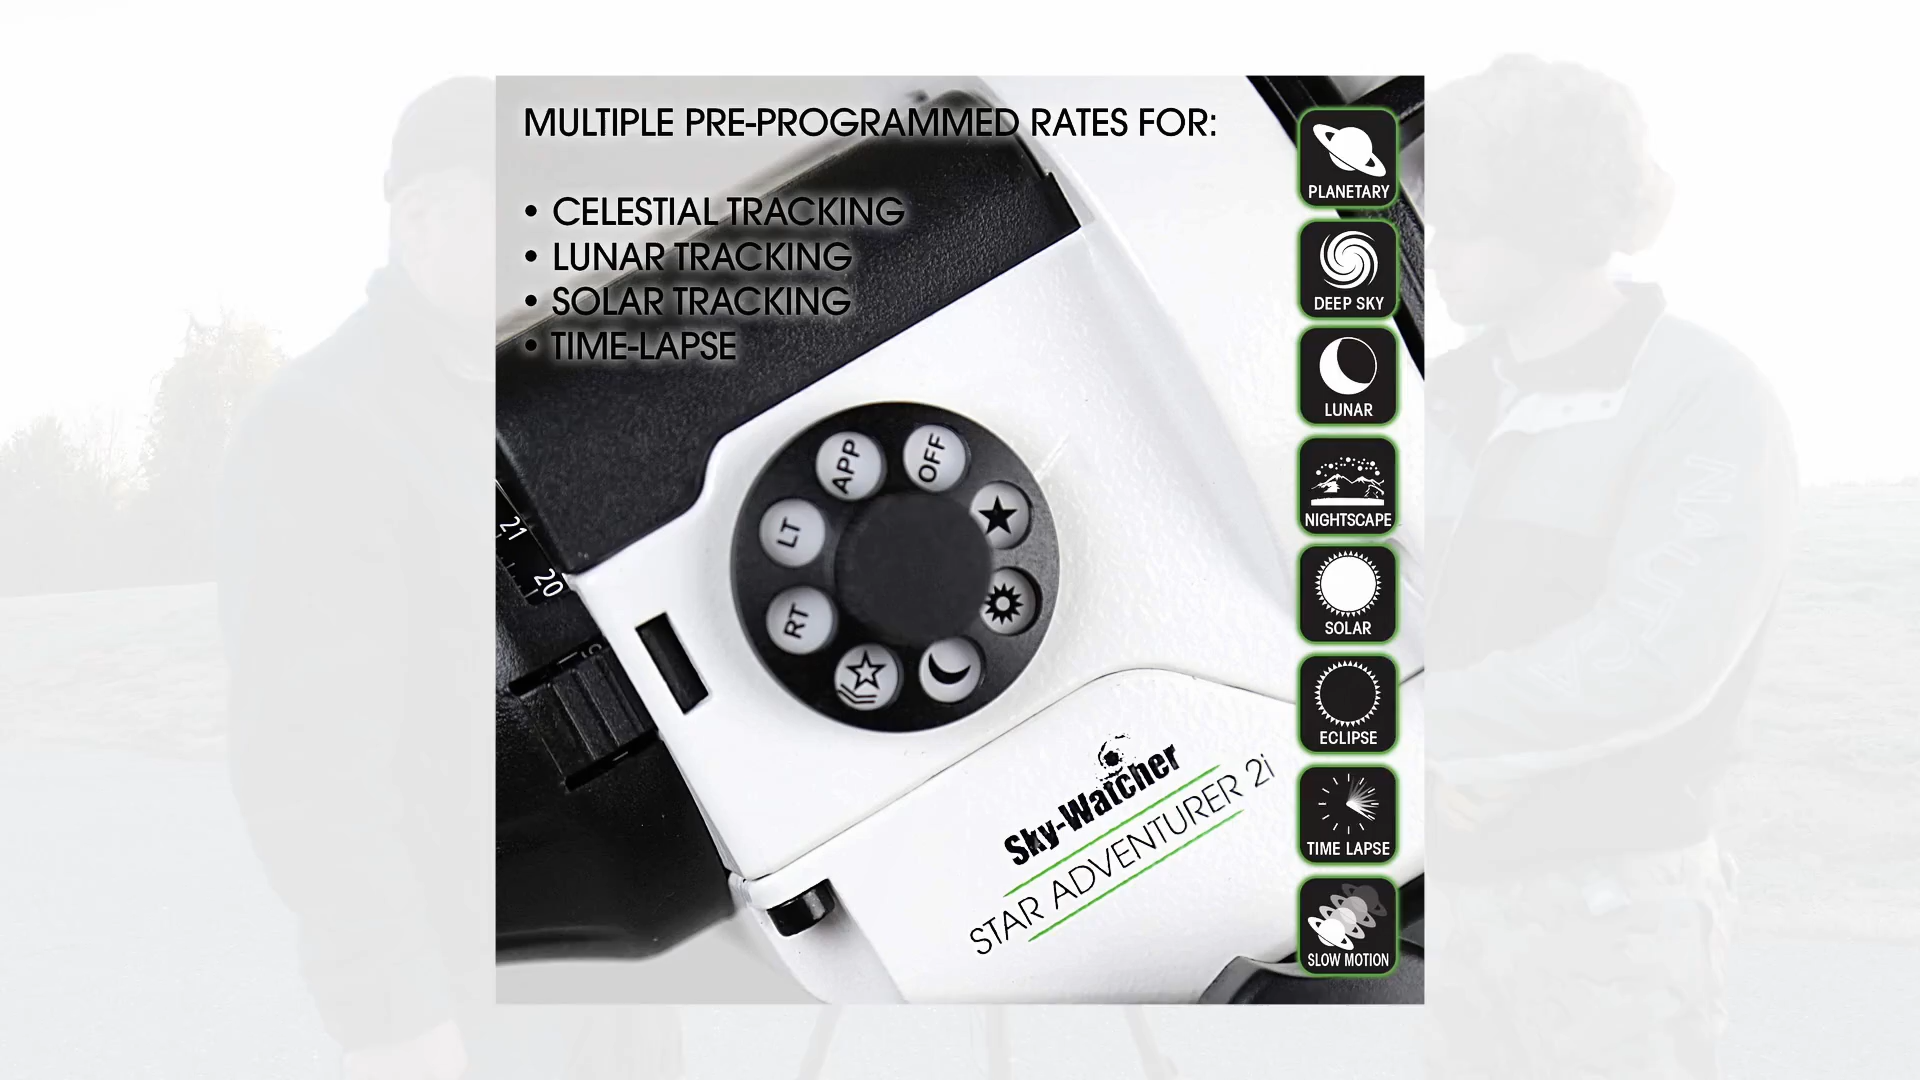 MULTIPLE PRE-PROGRAMMED RATES FOR:
• CELESTIAL TRACKING
• LUNAR TRACKING
• SOLAR TRACKING
• TIME-LAPSE
PLANETARY
DEEP SKY
LUNAR
NIGHTSCAPE
SOLAR
ECLIPSE
TIME LAPSE
SLOW MOTION
OFF
APP
LT
RT
21
20
Sky-Watcher
STAR ADVENTURER 2i